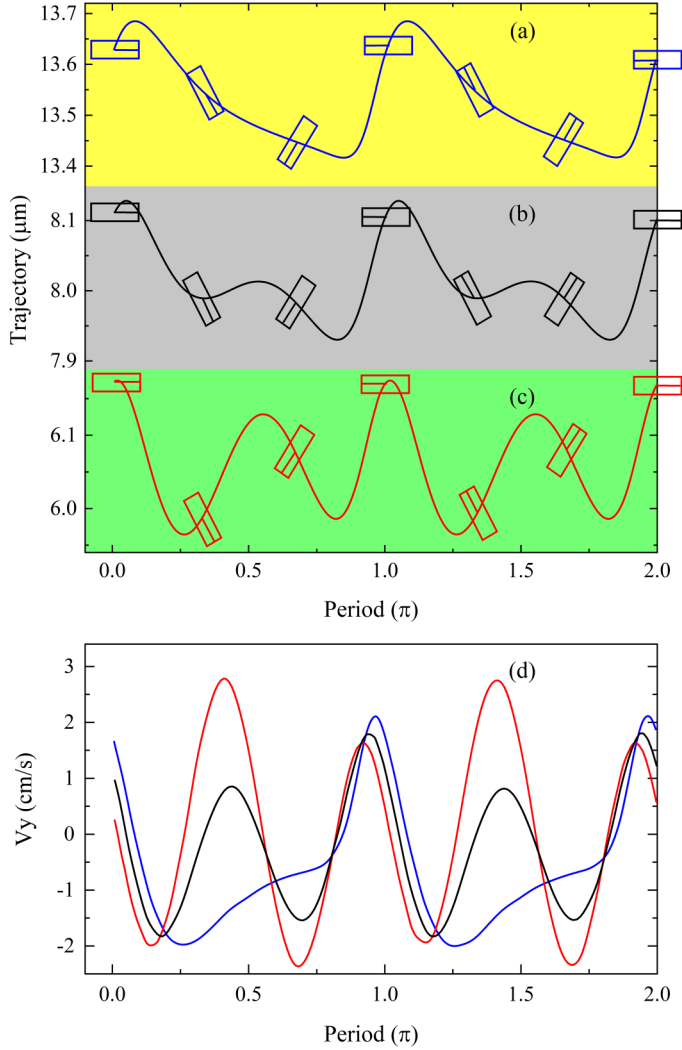 13.7
(a)
13.6
13.5
13.4
Trajectory (μm)
(b)
8.1
8.0
7.9
(c)
6.1
6.0
0.0 0.5 1.0 1.5 2.0
Period (π)
(d)
3
2
1
0
-1
-2
Vy (cm/s)
0.0 0.5 1.0 1.5 2.0
Period (π)